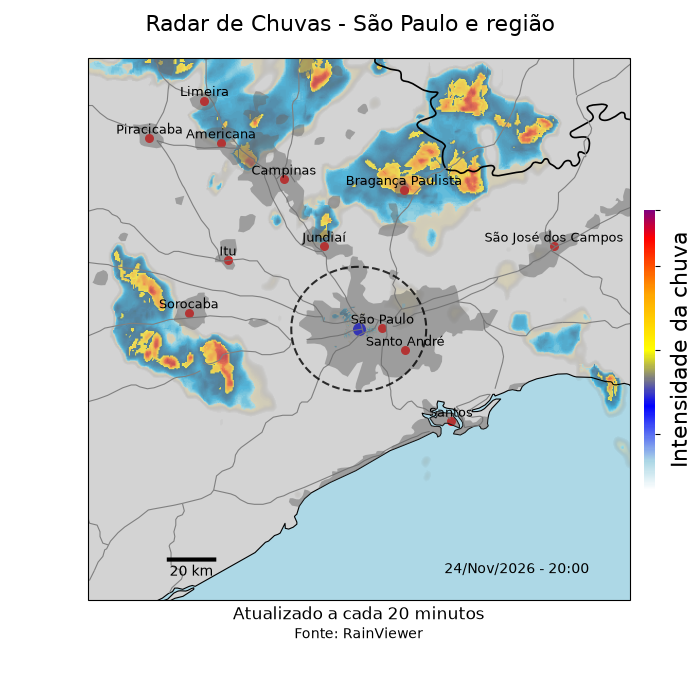 Radar de Chuvas - São Paulo e região
Limeira
Piracicaba
Americana
Campinas
Bragança Paulista
Itu
Jundiaí
São José dos Campos
Sorocaba
São Paulo
Santo André
Santos
Intensidade da chuva
20 km
24/Nov/2026 - 20:00
Atualizado a cada 20 minutos
Fonte: RainViewer